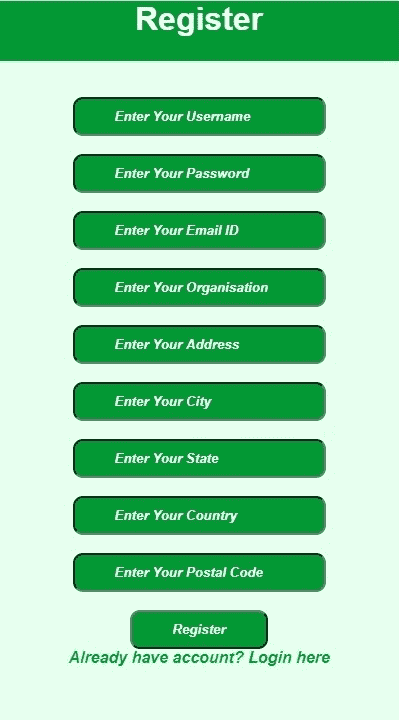 Register
Enter Your Username
Enter Your Password
Enter Your Email ID
Enter Your Organisation
Enter Your Address
Enter Your City
Enter Your State
Enter Your Country
Enter Your Postal Code
Register
Already have account? Login here